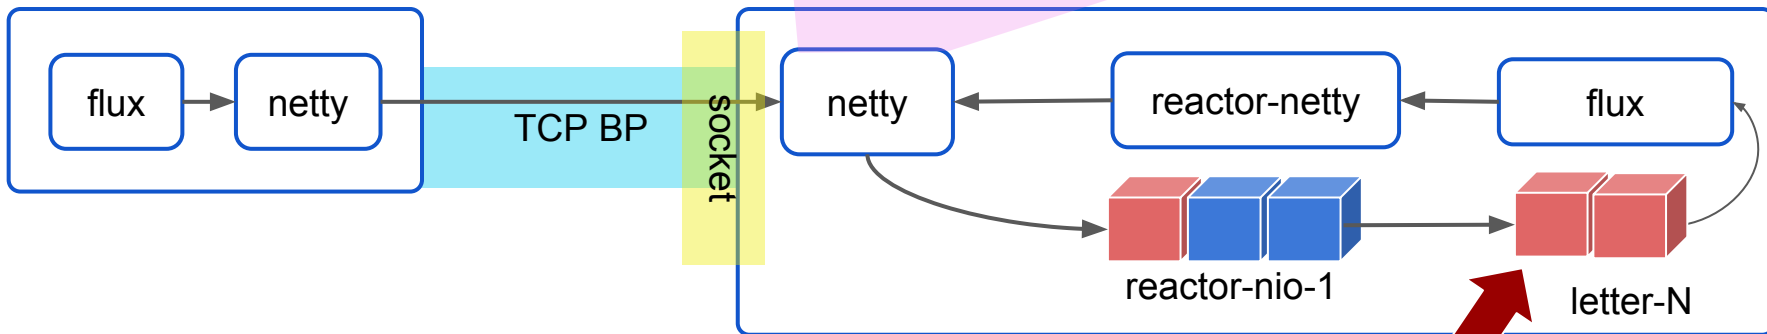 flux
netty
TCP BP
socket
netty
reactor-netty
flux
reactor-nio-1
letter-N